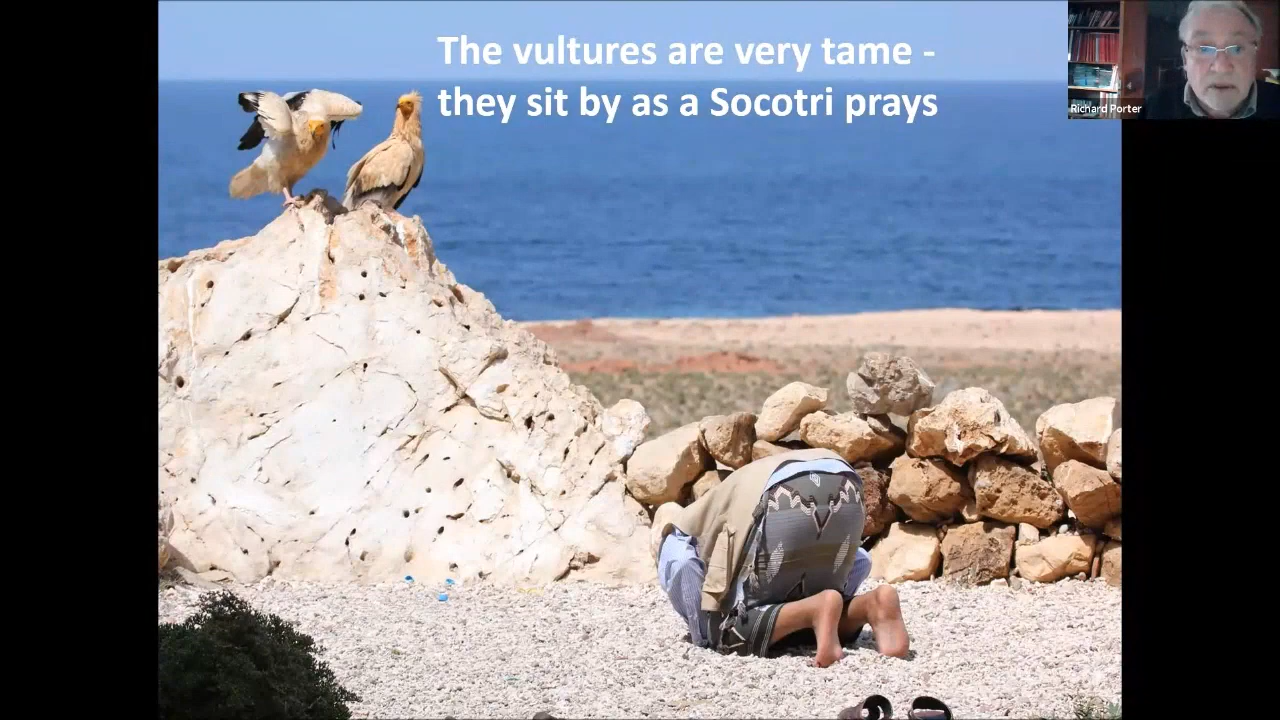 The vultures are very tame -
they sit by as a Socotri prays
Richard Porter